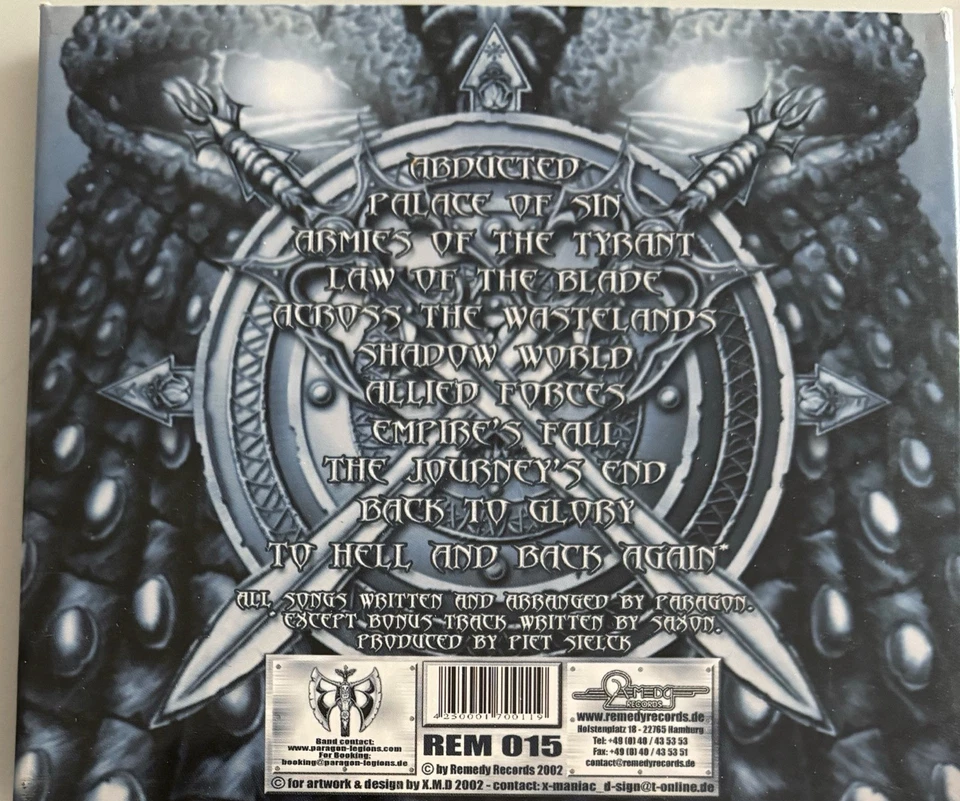 ABDUCTED
PALACE OF SIN
ARMIES OF THE TYRANT
LAW OF THE BLADE
ACROSS THE WASTELANDS
SHADOW WORLD
ALLIED FORCES
EMPIRE'S FALL
THE JOURNEY'S END
BACK TO GLORY
TO HELL AND BACK AGAIN*
ALL SONGS WRITTEN AND ARRANGED BY PARAGON.
*EXCEPT BONUS TRACK WRITTEN BY SAXON.
PRODUCED BY PIET SIELCK
Band contact:
www.paragon-legions.com
For Booking:
booking@paragon-legions.de
4 250001 700119
REM 015
© by Remedy Records 2002
REMEDY
RECORDS
www.remedyrecords.de
Holstenplatz 18 - 22765 Hamburg
Tel: +49 (0) 40 / 43 53 53
Fax: +49 (0) 40 / 43 53 51
contact@remedyrecords.de
© for artwork & design by X.M.D 2002 - contact: x-maniac_d-sign@t-online.de